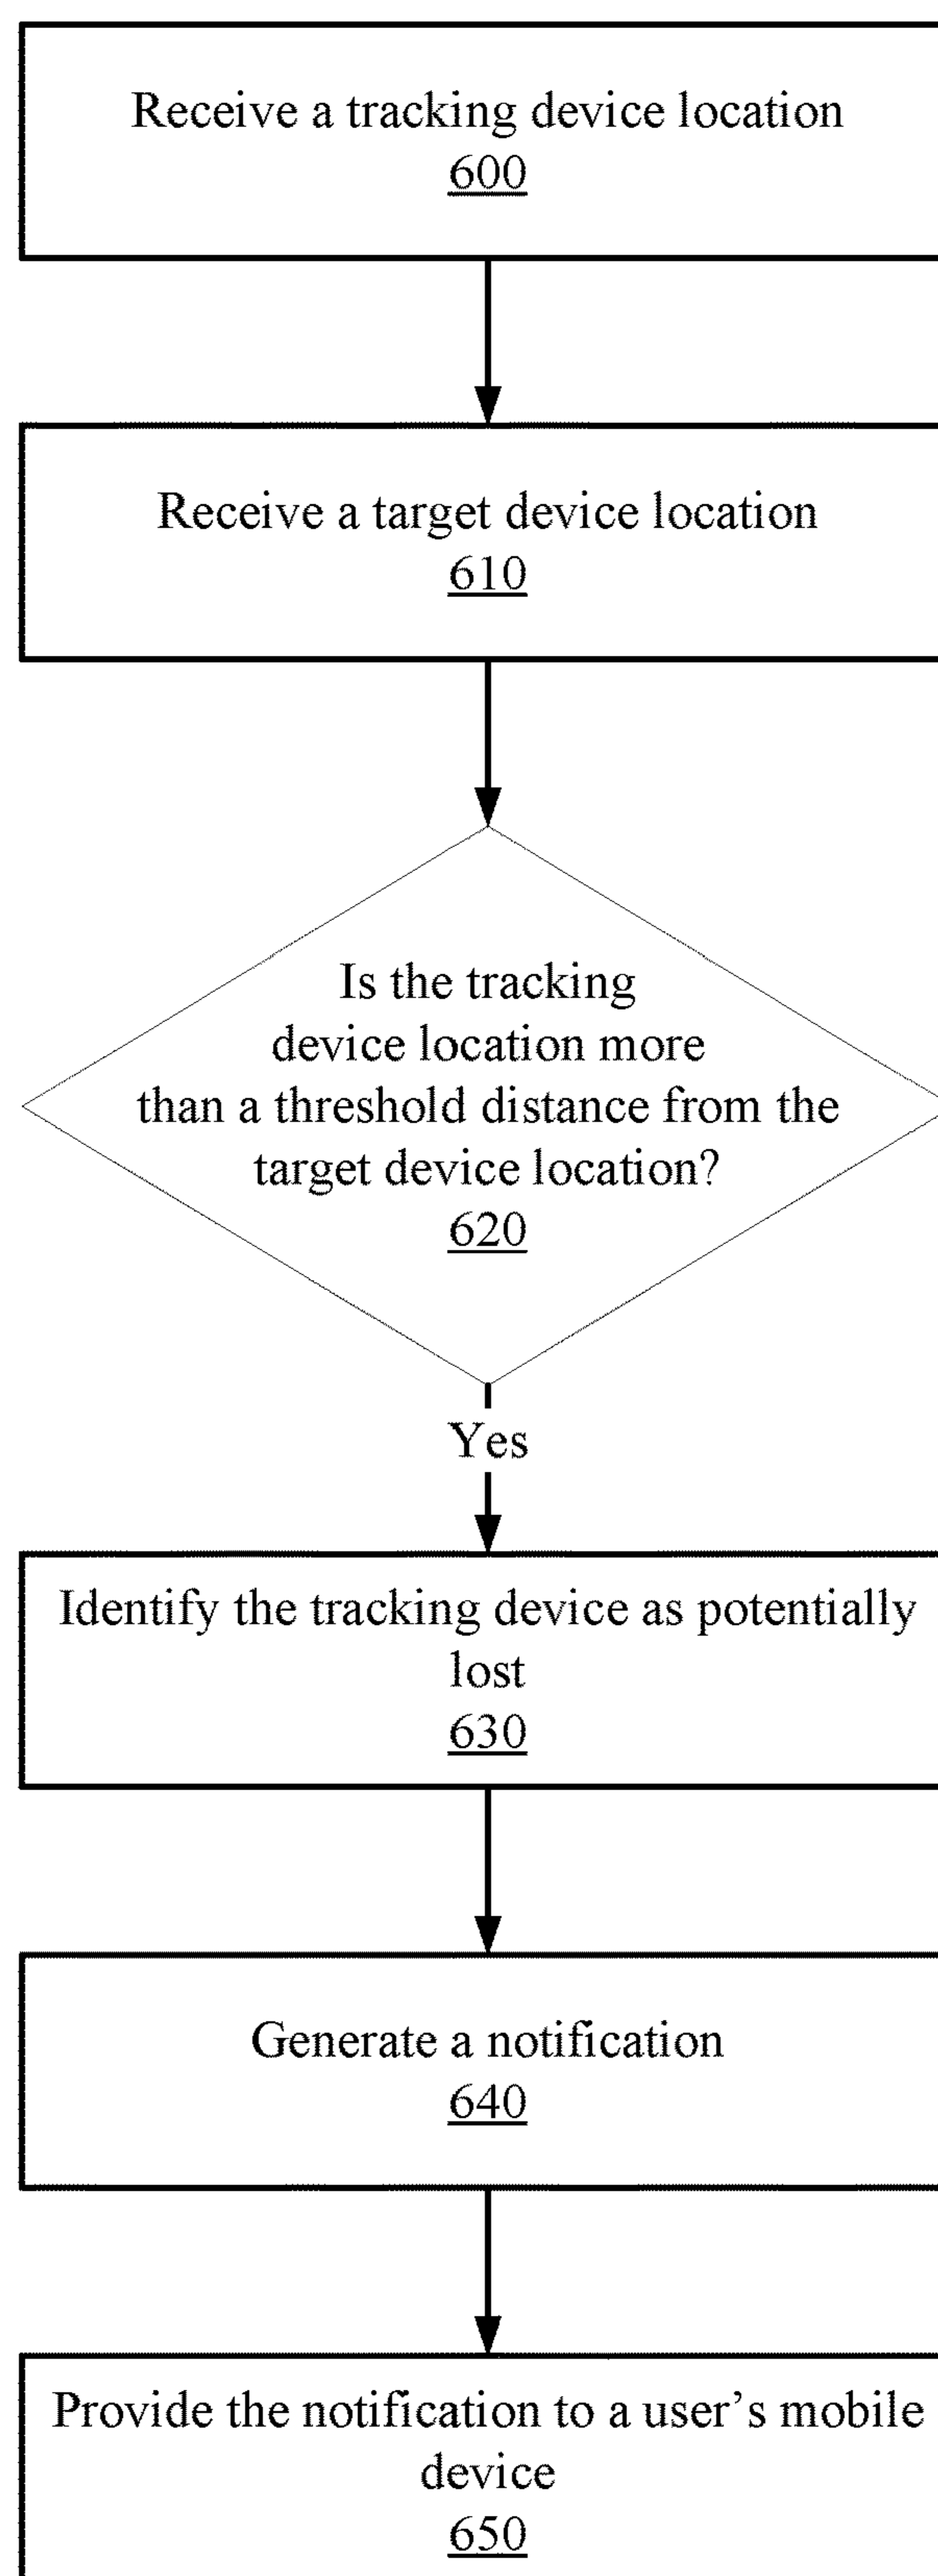 Receive a tracking device location
600
Receive a target device location
610
Is the tracking
device location more
than a threshold distance from the
target device location?
620
Yes
Identify the tracking device as potentially
lost
630
Generate a notification
640
Provide the notification to a user's mobile
device
650